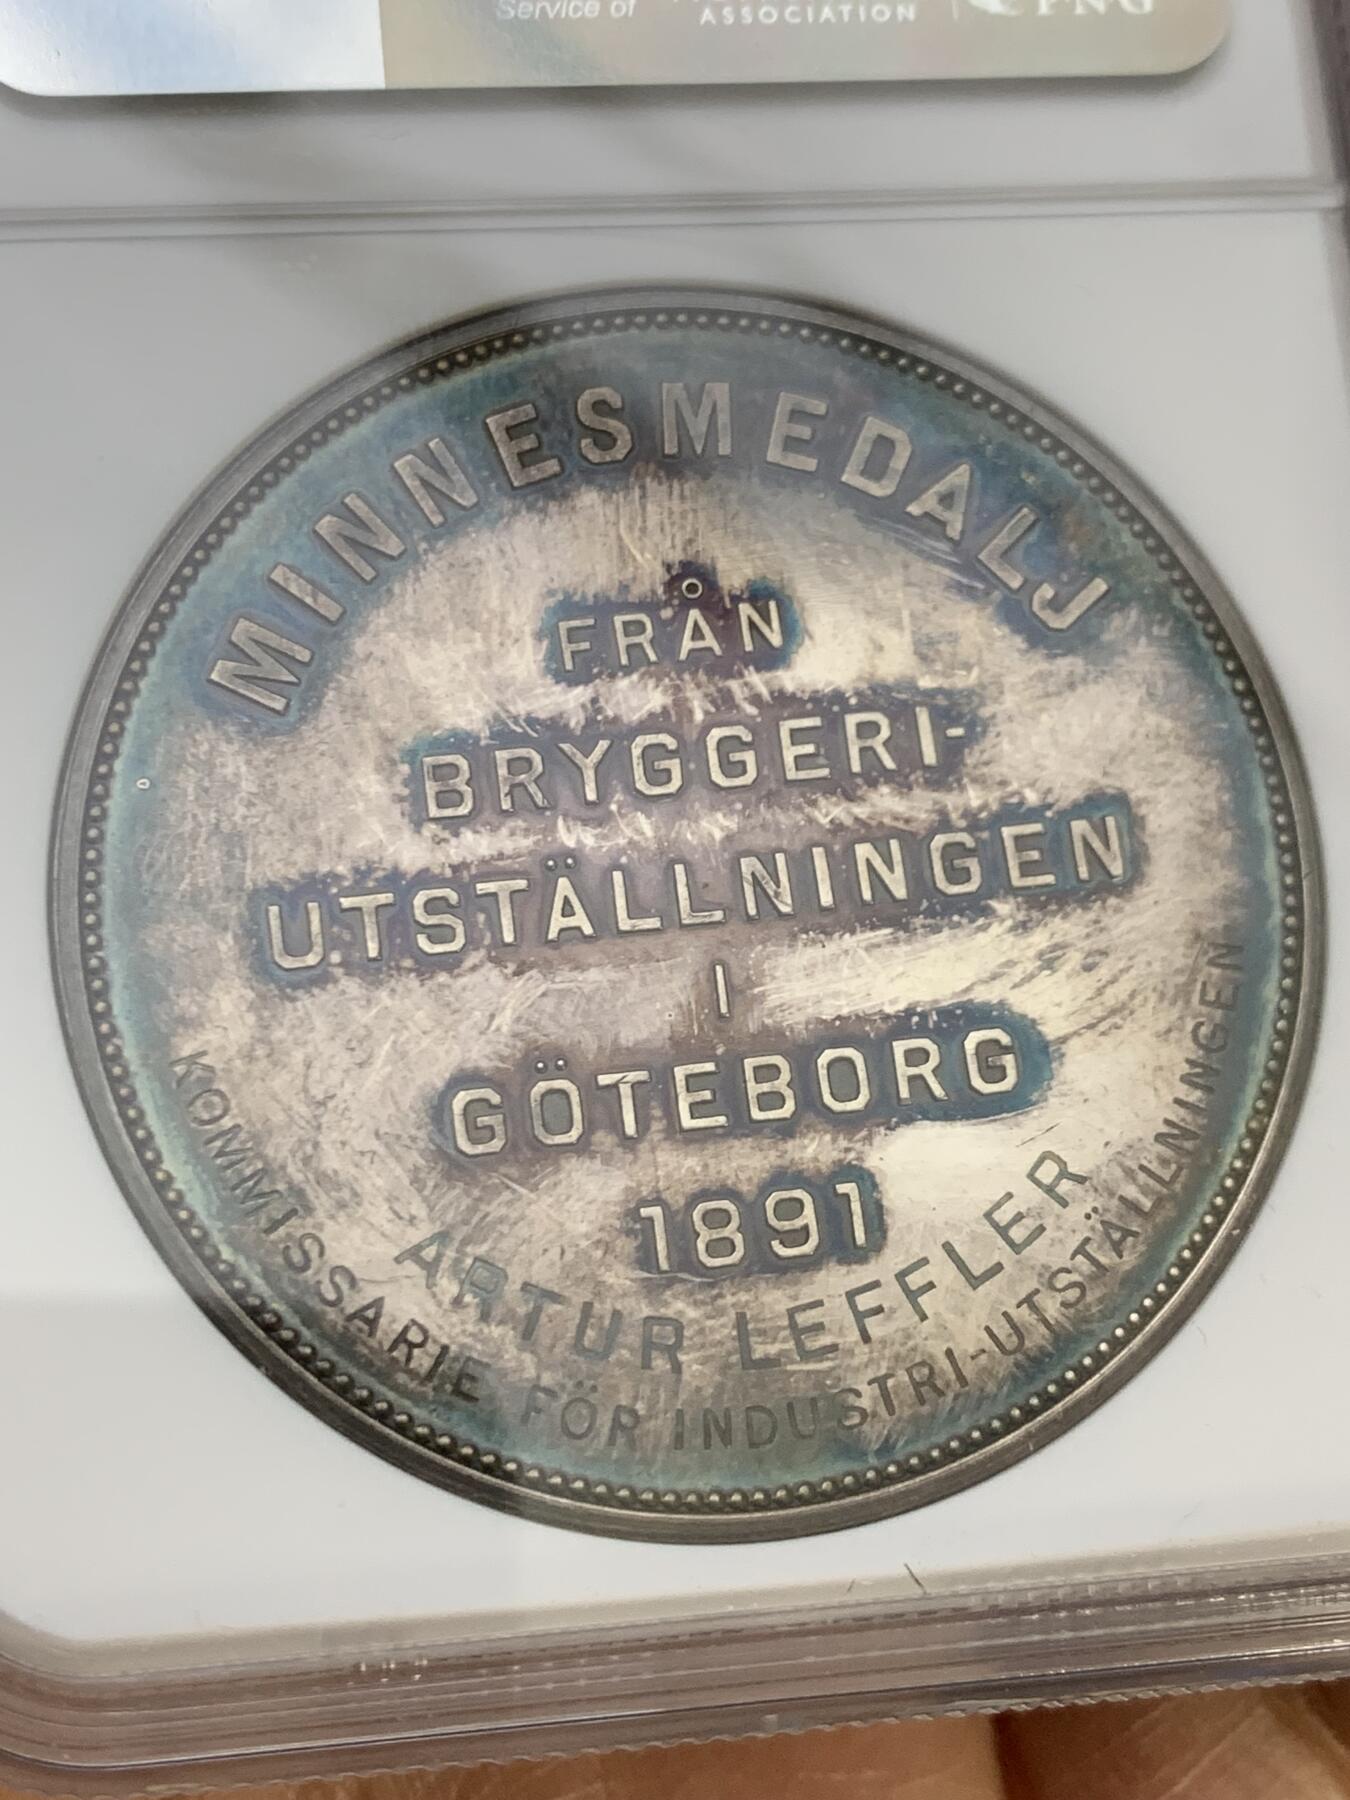 Service of
ASSOCIATION
PNG
MINNESMEDALJ
FRÅN
BRYGGERI-
UTSTÄLLNINGEN
I
GÖTEBORG
1891
ARTUR LEFFLER
KOMMISSARIE FÖR INDUSTRI-UTSTÄLLNINGEN